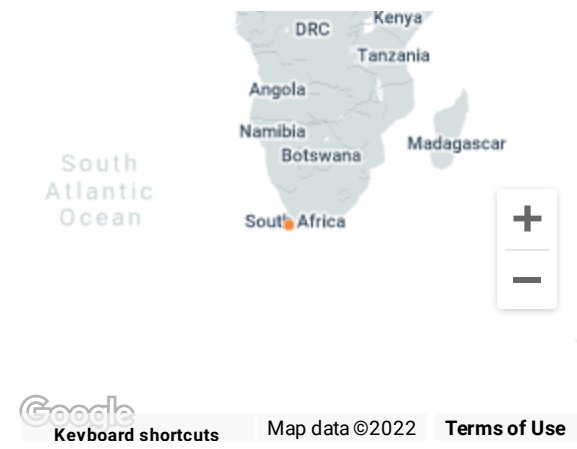 Kenya
DRC
Tanzania
Angola
Namibia
Botswana
Madagascar
South
Atlantic
Ocean
South Africa
Google
Keyboard shortcuts
Map data ©2022
Terms of Use